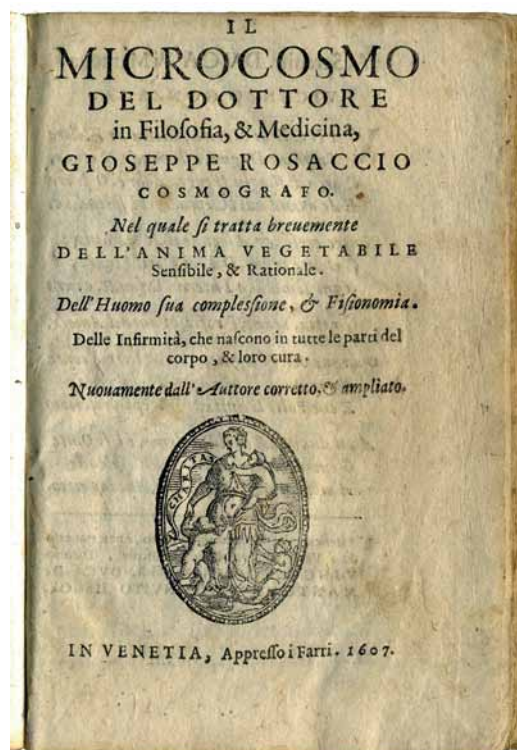 IL
MICROCOSMO
DEL DOTTORE
in Filoſofia, & Medicina,
GIOSEPPE ROSACCIO
COSMOGRAFO.
Nel quale ſi tratta breuemente
DELL'ANIMA VEGETABILE
Senſibile, & Rationale.
Dell'Huomo ſua compleſſione, & Fiſionomia.
Delle Infirmità, che naſcono in tutte le parti del
corpo, & loro cura.
Nuouamente dall'Auttore corretto, & ampliato.
CHARITAS
IN VENETIA, Appreſſo i Farri. 1607.